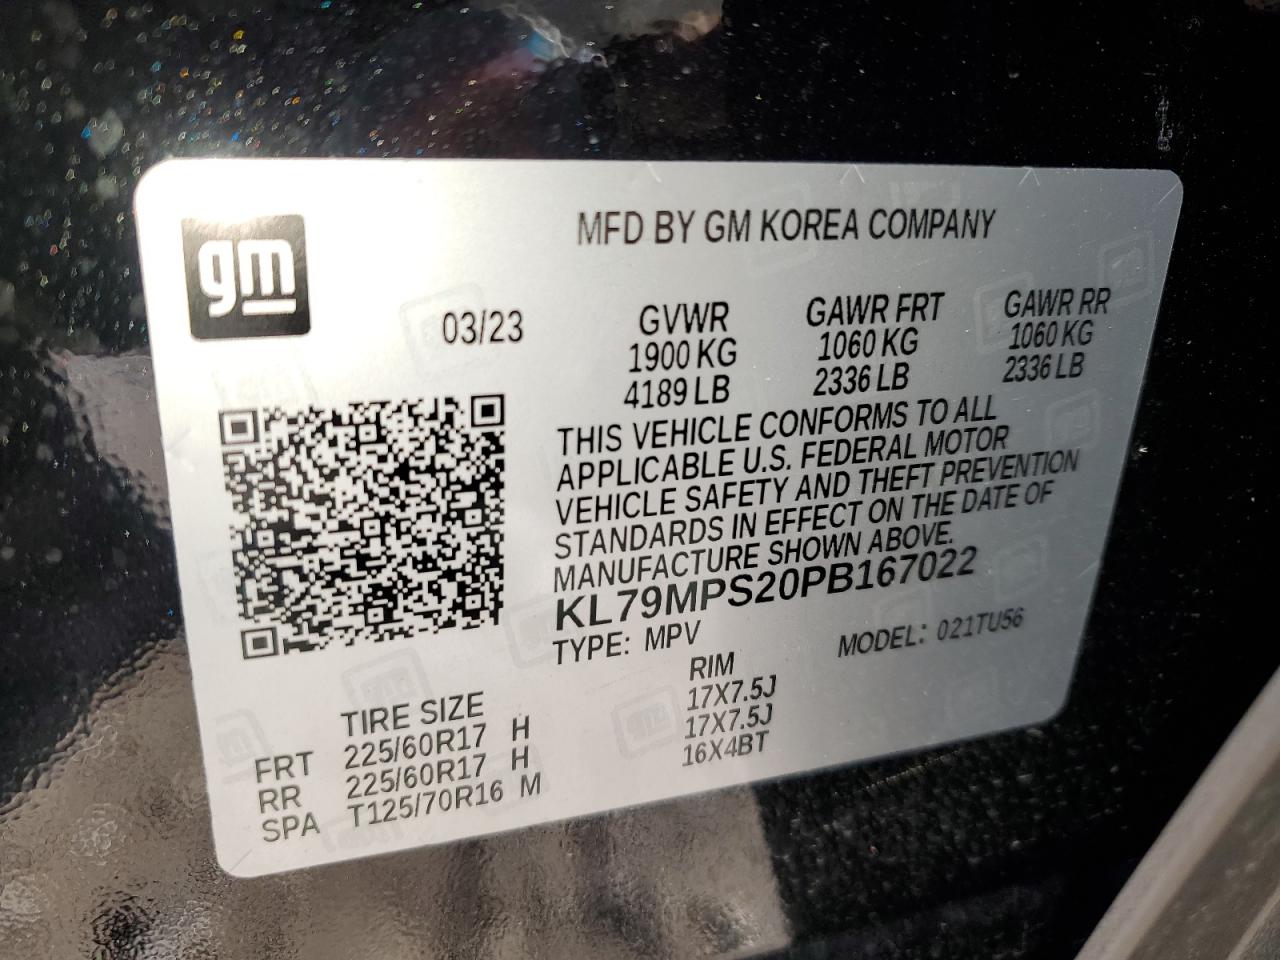 gm
MFD BY GM KOREA COMPANY
03/23
GVWR GAWR FRT GAWR RR
1900 KG 1060 KG 1060 KG
4189 LB 2336 LB 2336 LB
THIS VEHICLE CONFORMS TO ALL
APPLICABLE U.S. FEDERAL MOTOR
VEHICLE SAFETY AND THEFT PREVENTION
STANDARDS IN EFFECT ON THE DATE OF
MANUFACTURE SHOWN ABOVE.
KL79MPS20PB167022
TYPE: MPV MODEL: 021TU56
TIRE SIZE RIM
FRT 225/60R17 H 17X7.5J
RR 225/60R17 H 17X7.5J
SPA T125/70R16 M 16X4BT